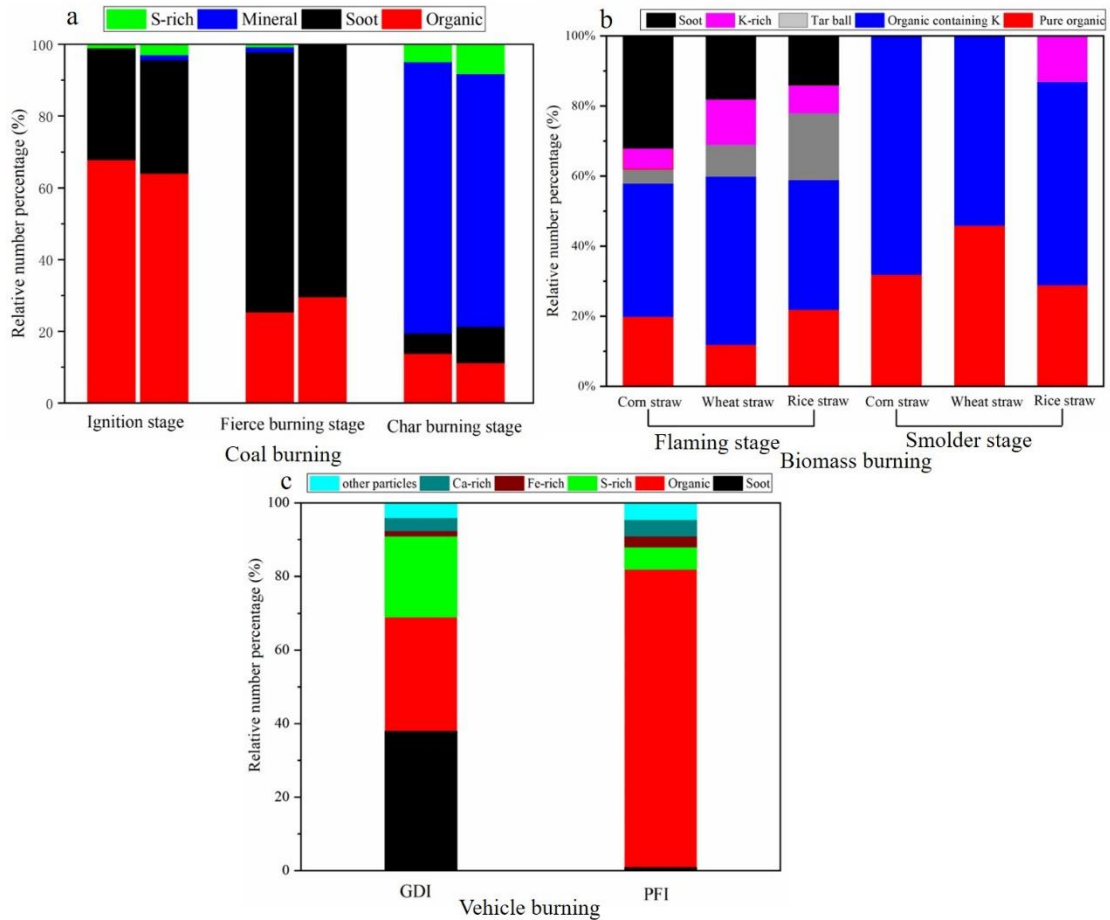 a
S-rich Mineral Soot Organic
Relative number percentage (%)
100
80
60
40
20
0
Ignition stage Fierce burning stage Char burning stage
Coal burning
b
Soot K-rich Tar ball Organic containing K Pure organic
Relative number percentage (%)
100%
80%
60%
40%
20%
0%
Corn straw Wheat straw Rice straw Corn straw Wheat straw Rice straw
Flaming stage Smolder stage
Biomass burning
c
other particles Ca-rich Fe-rich S-rich Organic Soot
Relative number percentage (%)
100
80
60
40
20
0
GDI PFI
Vehicle burning